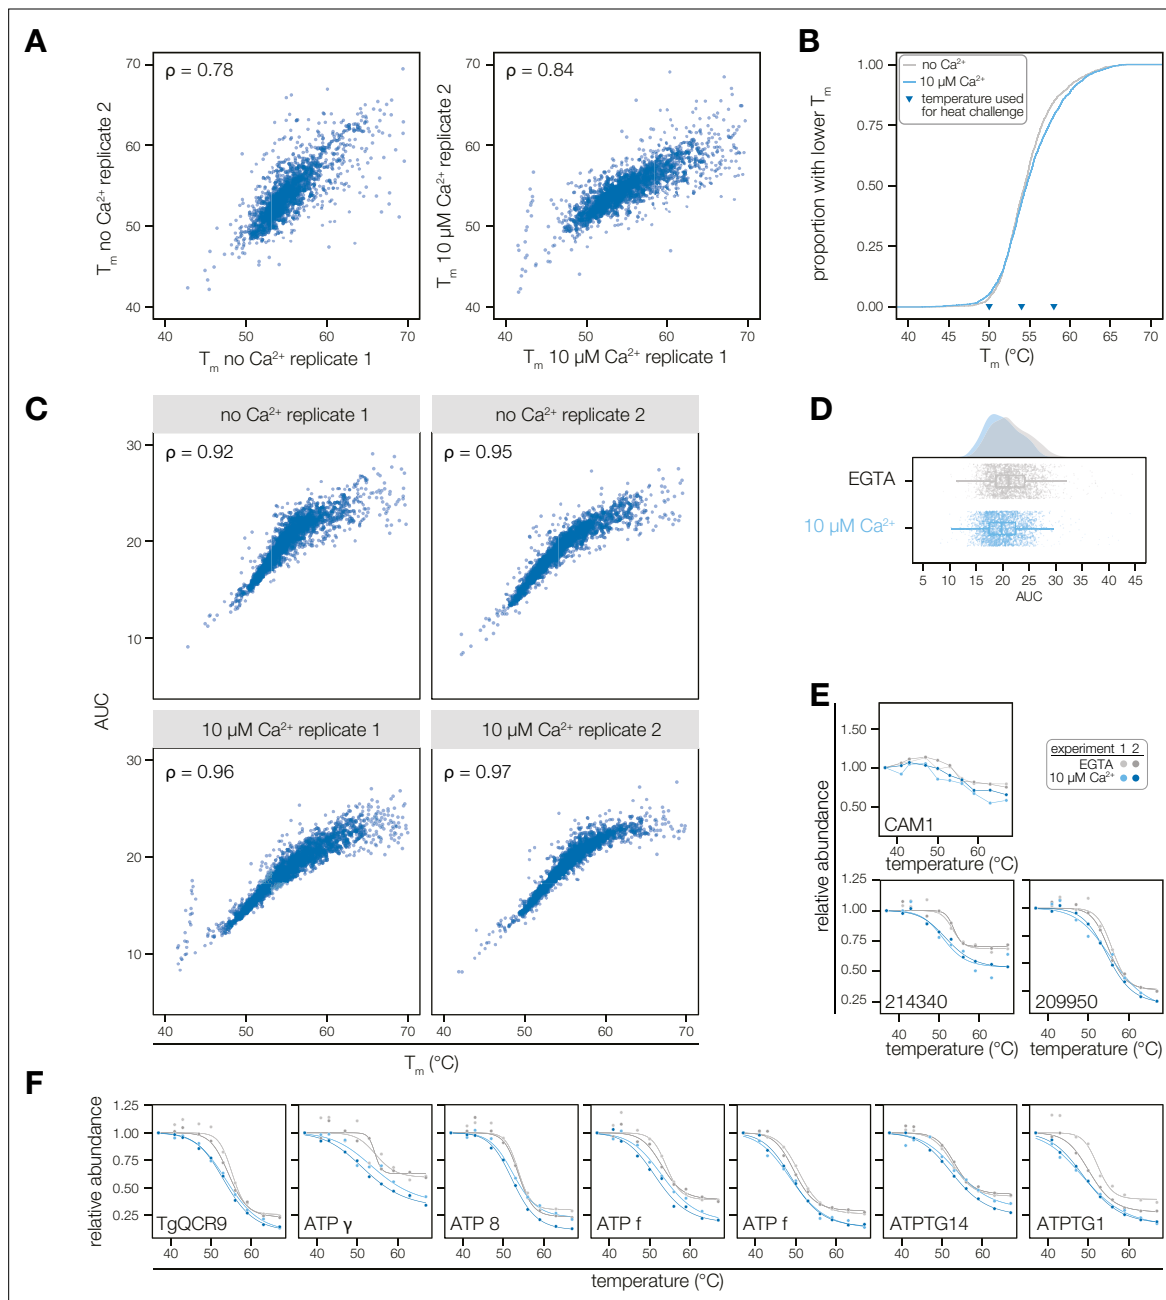 A
ρ = 0.78
70
60
50
40
T_m no Ca²⁺ replicate 2
40 50 60 70
T_m no Ca²⁺ replicate 1
ρ = 0.84
70
60
50
40
T_m 10 µM Ca²⁺ replicate 2
40 50 60 70
T_m 10 µM Ca²⁺ replicate 1
B
no Ca²⁺
10 µM Ca²⁺
temperature used
for heat challenge
1.00
0.75
0.50
0.25
0.00
proportion with lower T_m
40 45 50 55 60 65 70
T_m (°C)
C
no Ca²⁺ replicate 1
no Ca²⁺ replicate 2
ρ = 0.92
ρ = 0.95
30
20
10
AUC
10 µM Ca²⁺ replicate 1
10 µM Ca²⁺ replicate 2
ρ = 0.96
ρ = 0.97
30
20
10
40 50 60 70
40 50 60 70
T_m (°C)
D
EGTA
10 µM Ca²⁺
5 10 15 20 25 30 35 40 45
AUC
E
experiment 1 2
EGTA
10 µM Ca²⁺
1.50
1.00
0.50
CAM1
40 50 60
temperature (°C)
relative abundance
1.25
1.00
0.75
0.50
0.25
214340
209950
40 50 60
40 50 60
temperature (°C)
temperature (°C)
F
relative abundance
1.25
1.00
0.75
0.50
0.25
TgQCR9
ATP γ
ATP 8
ATP f
ATP f
ATPTG14
ATPTG1
40 50 60
40 50 60
40 50 60
40 50 60
40 50 60
40 50 60
40 50 60
temperature (°C)